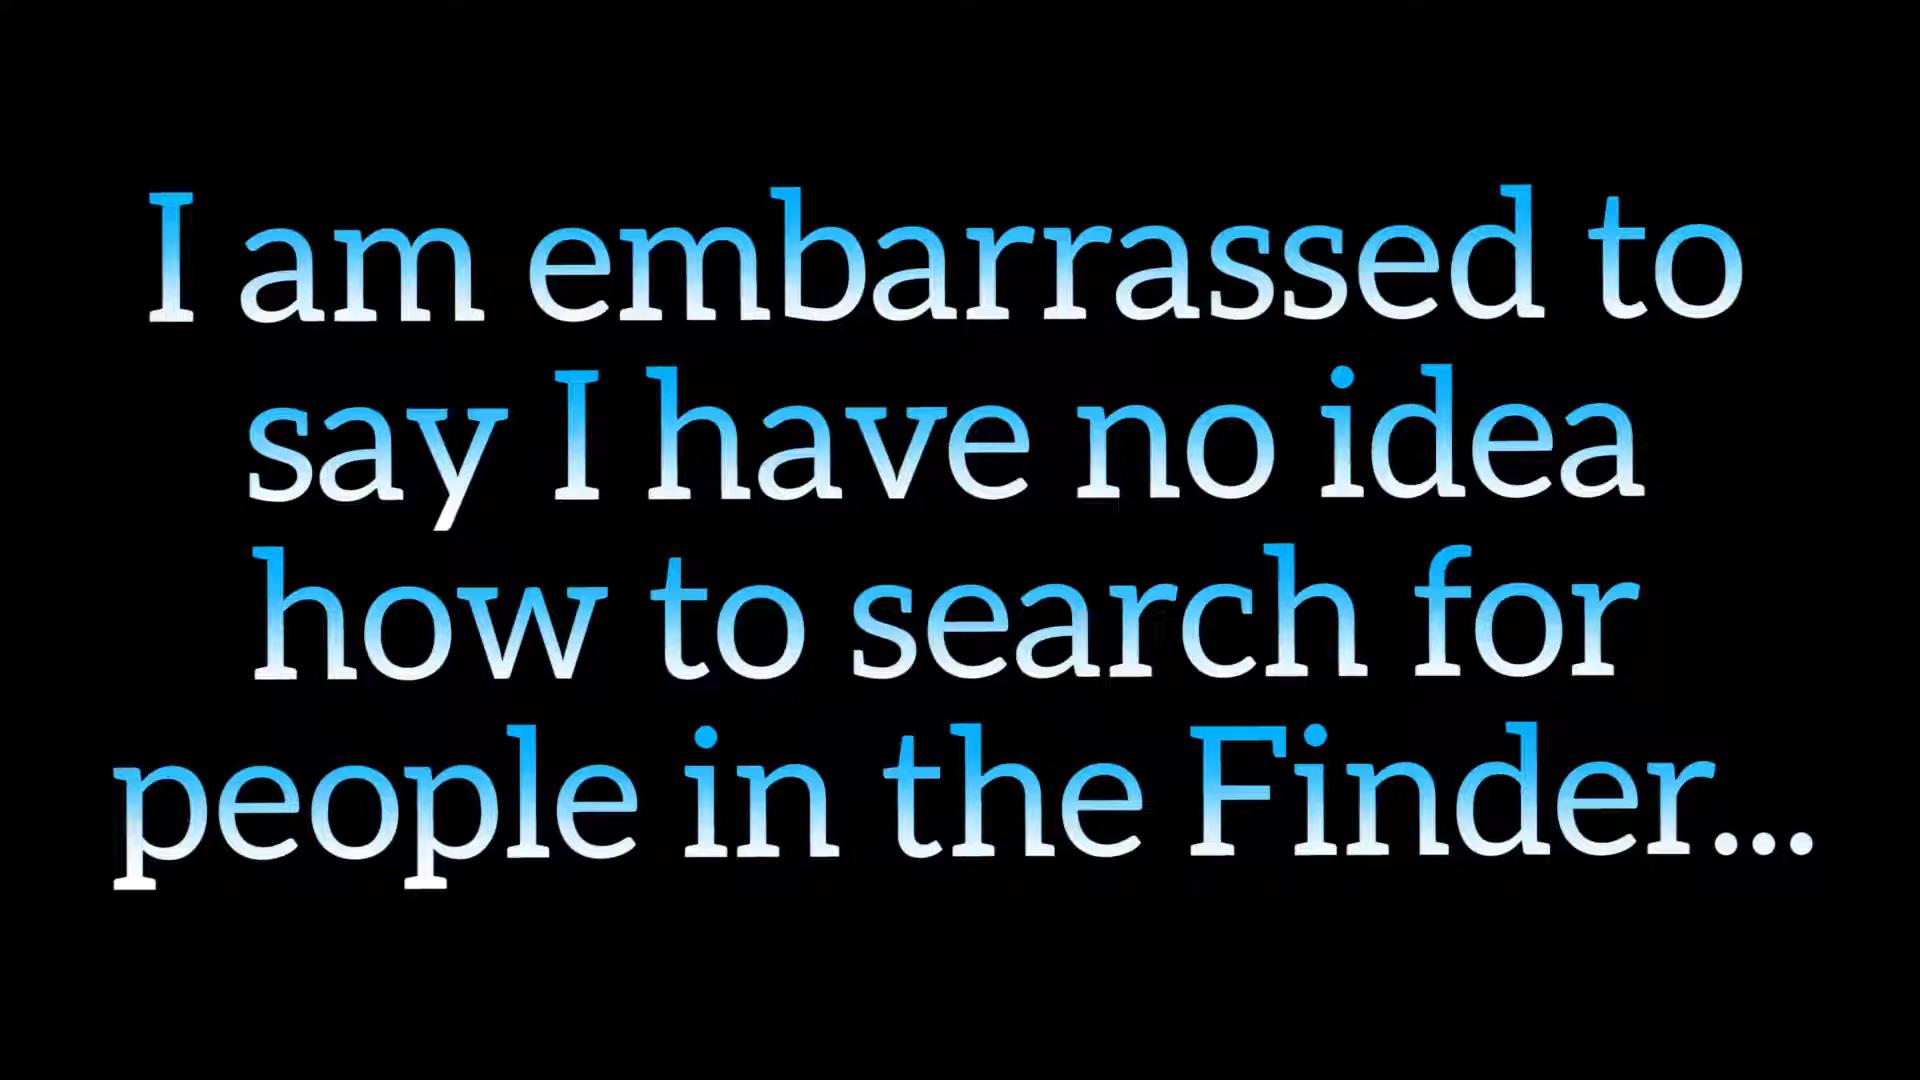 I am embarrassed to
say I have no idea
how to search for
people in the Finder...